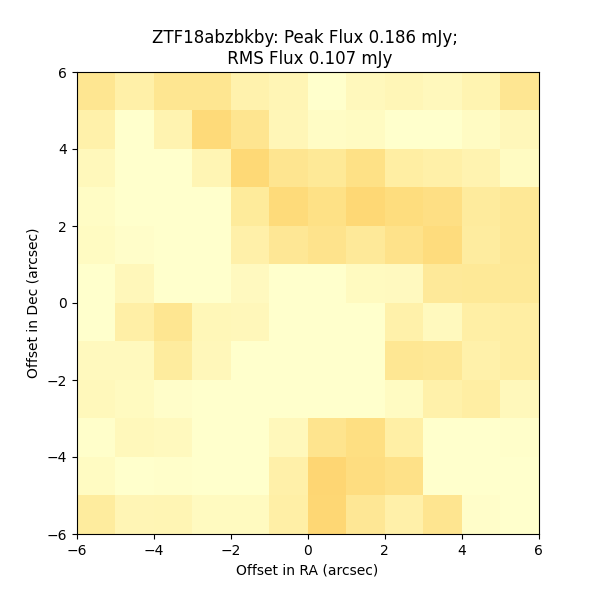 ZTF18abzbkby: Peak Flux 0.186 mJy;
RMS Flux 0.107 mJy
6
4
2
0
−2
−4
−6
Offset in Dec (arcsec)
−6 −4 −2 0 2 4 6
Offset in RA (arcsec)